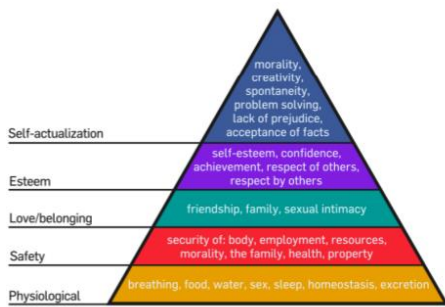 morality,
creativity,
spontaneity,
problem solving,
lack of prejudice,
acceptance of facts
Self-actualization
self-esteem, confidence,
achievement, respect of others,
respect by others
Esteem
friendship, family, sexual intimacy
Love/belonging
security of: body, employment, resources,
morality, the family, health, property
Safety
breathing, food, water, sex, sleep, homeostasis, excretion
Physiological